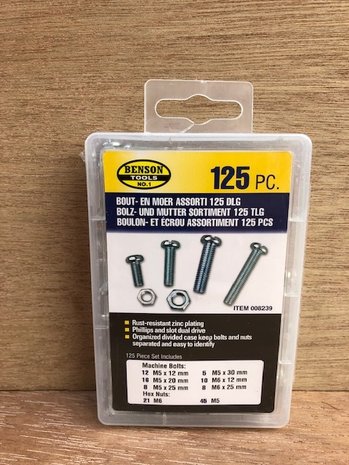 BENSON
TOOLS
NO.1
125 PC.
BOUT- EN MOER ASSORTI 125 DLG
BOLZ- UND MUTTER SORTIMENT 125 TLG
BOULON- ET ÉCROU ASSORTIMENT 125 PCS
ITEM 008239
Rust-resistant zinc plating
Phillips and slot dual drive
Organized divided case keep bolts and nuts
separated and easy to identify
125 Piece Set Includes
Machine Bolts:
12 M5 x 12 mm 6 M5 x 30 mm
16 M5 x 20 mm 10 M6 x 12 mm
8 M5 x 25 mm 8 M6 x 25 mm
Hex Nuts:
21 M6 45 M5